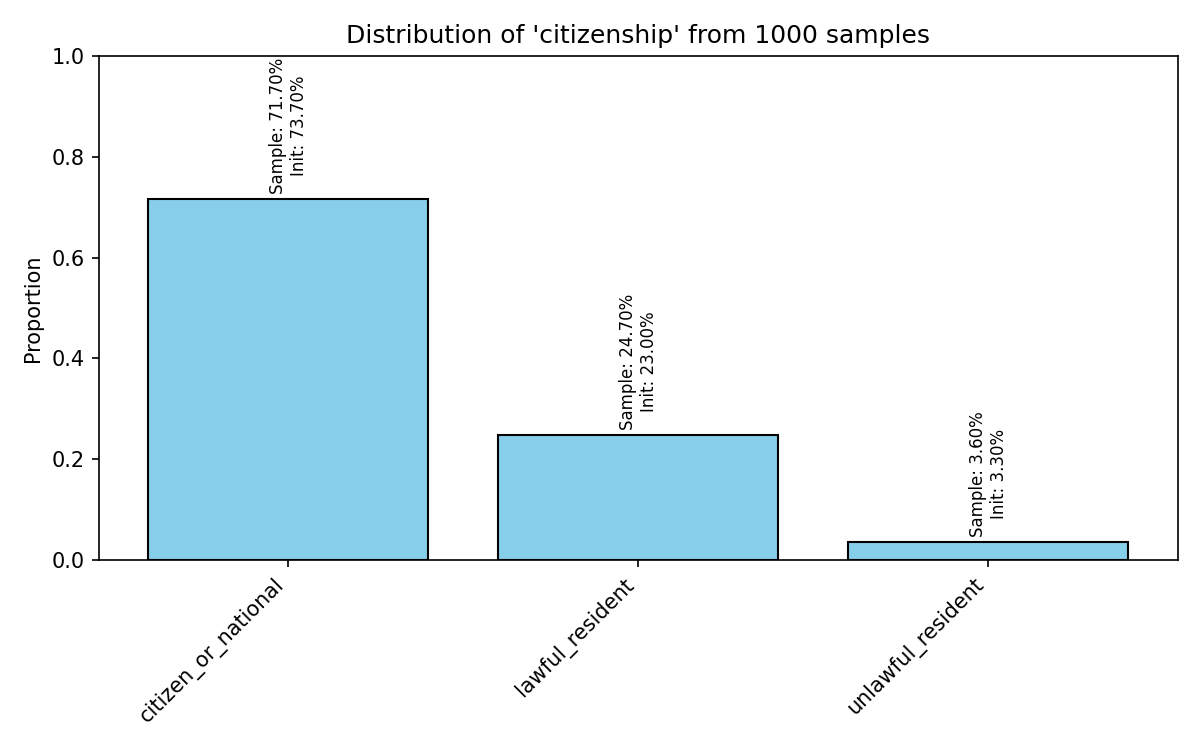 Distribution of 'citizenship' from 1000 samples
Proportion
1.0
0.8
0.6
0.4
0.2
0.0
Sample: 71.70%
Init: 73.70%
Sample: 24.70%
Init: 23.00%
Sample: 3.60%
Init: 3.30%
citizen_or_national
lawful_resident
unlawful_resident